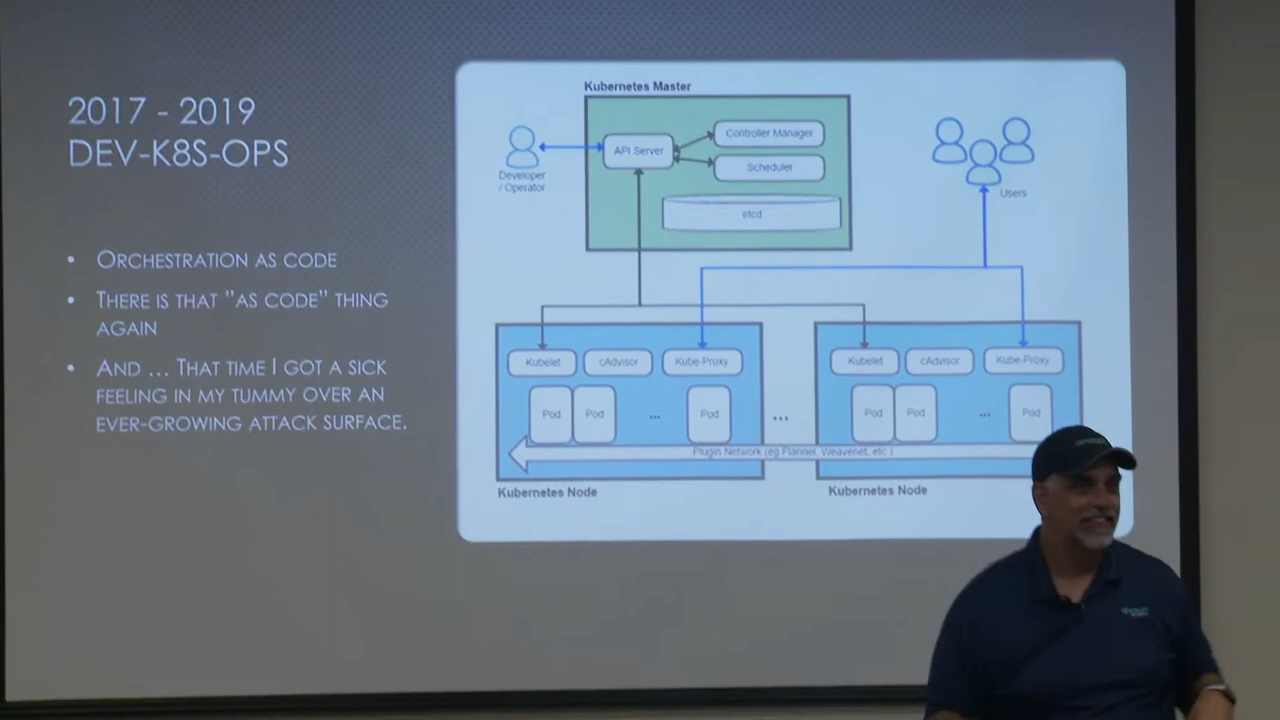 2017 - 2019
DEV-K8S-OPS
• ORCHESTRATION AS CODE
• THERE IS THAT "AS CODE" THING
AGAIN
• AND ... THAT TIME I GOT A SICK
FEELING IN MY TUMMY OVER AN
EVER-GROWING ATTACK SURFACE.
Kubernetes Master
API Server
Controller Manager
Scheduler
etcd
Developer
/ Operator
Users
Kubelet
cAdvisor
Kube-Proxy
Pod
Pod
...
Pod
...
Kubelet
cAdvisor
Kube-Proxy
Pod
Pod
...
Pod
Plugin Network (eg Flannel, Weavenet, etc )
Kubernetes Node
Kubernetes Node